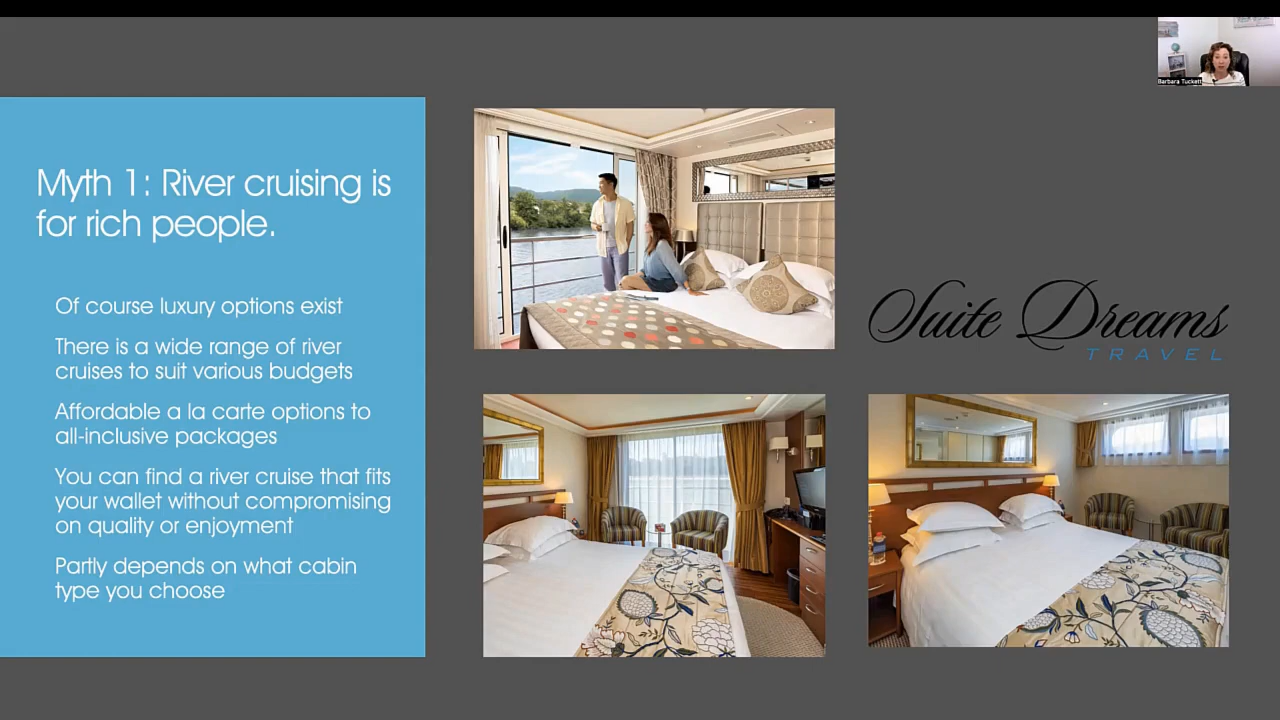 Barbara Tuckett
Myth 1: River cruising is
for rich people.
Of course luxury options exist
There is a wide range of river
cruises to suit various budgets
Affordable a la carte options to
all-inclusive packages
You can find a river cruise that fits
your wallet without compromising
on quality or enjoyment
Partly depends on what cabin
type you choose
Suite Dreams
TRAVEL